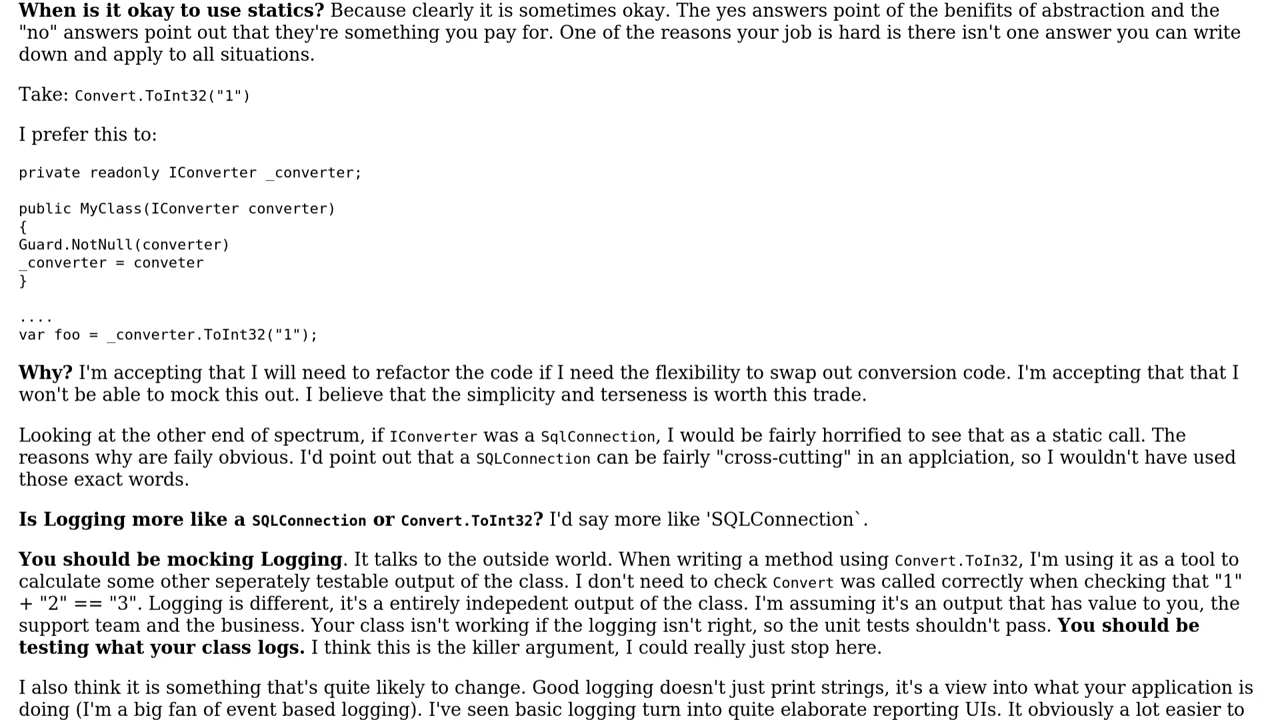 When is it okay to use statics? Because clearly it is sometimes okay. The yes answers point of the benifits of abstraction and the
"no" answers point out that they're something you pay for. One of the reasons your job is hard is there isn't one answer you can write
down and apply to all situations.
Take: Convert.ToInt32("1")
I prefer this to:
private readonly IConverter _converter;
public MyClass(IConverter converter)
{
Guard.NotNull(converter)
_converter = conveter
}
....
var foo = _converter.ToInt32("1");
Why? I'm accepting that I will need to refactor the code if I need the flexibility to swap out conversion code. I'm accepting that that I
won't be able to mock this out. I believe that the simplicity and terseness is worth this trade.
Looking at the other end of spectrum, if IConverter was a SqlConnection, I would be fairly horrified to see that as a static call. The
reasons why are faily obvious. I'd point out that a SQLConnection can be fairly "cross-cutting" in an applciation, so I wouldn't have used
those exact words.
Is Logging more like a SQLConnection or Convert.ToInt32? I'd say more like 'SQLConnection`.
You should be mocking Logging. It talks to the outside world. When writing a method using Convert.ToIn32, I'm using it as a tool to
calculate some other seperately testable output of the class. I don't need to check Convert was called correctly when checking that "1"
+ "2" == "3". Logging is different, it's a entirely indepedent output of the class. I'm assuming it's an output that has value to you, the
support team and the business. Your class isn't working if the logging isn't right, so the unit tests shouldn't pass. You should be
testing what your class logs. I think this is the killer argument, I could really just stop here.
I also think it is something that's quite likely to change. Good logging doesn't just print strings, it's a view into what your application is
doing (I'm a big fan of event based logging). I've seen basic logging turn into quite elaborate reporting UIs. It obviously a lot easier to